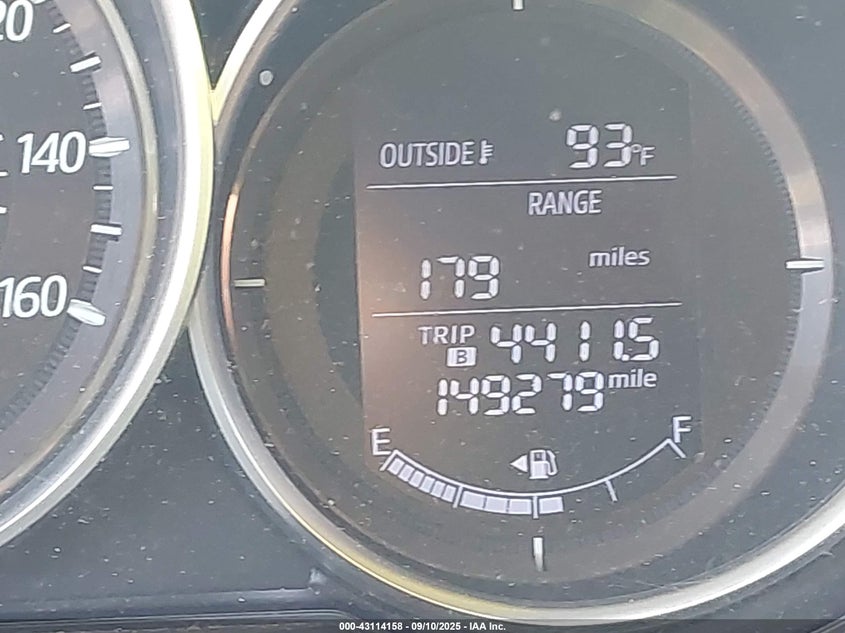 20
140
160
OUTSIDE 93°F
RANGE
179 miles
TRIP B 4411.5
149279 mile
E F
000-43114158 - 09/10/2025 - IAA Inc.